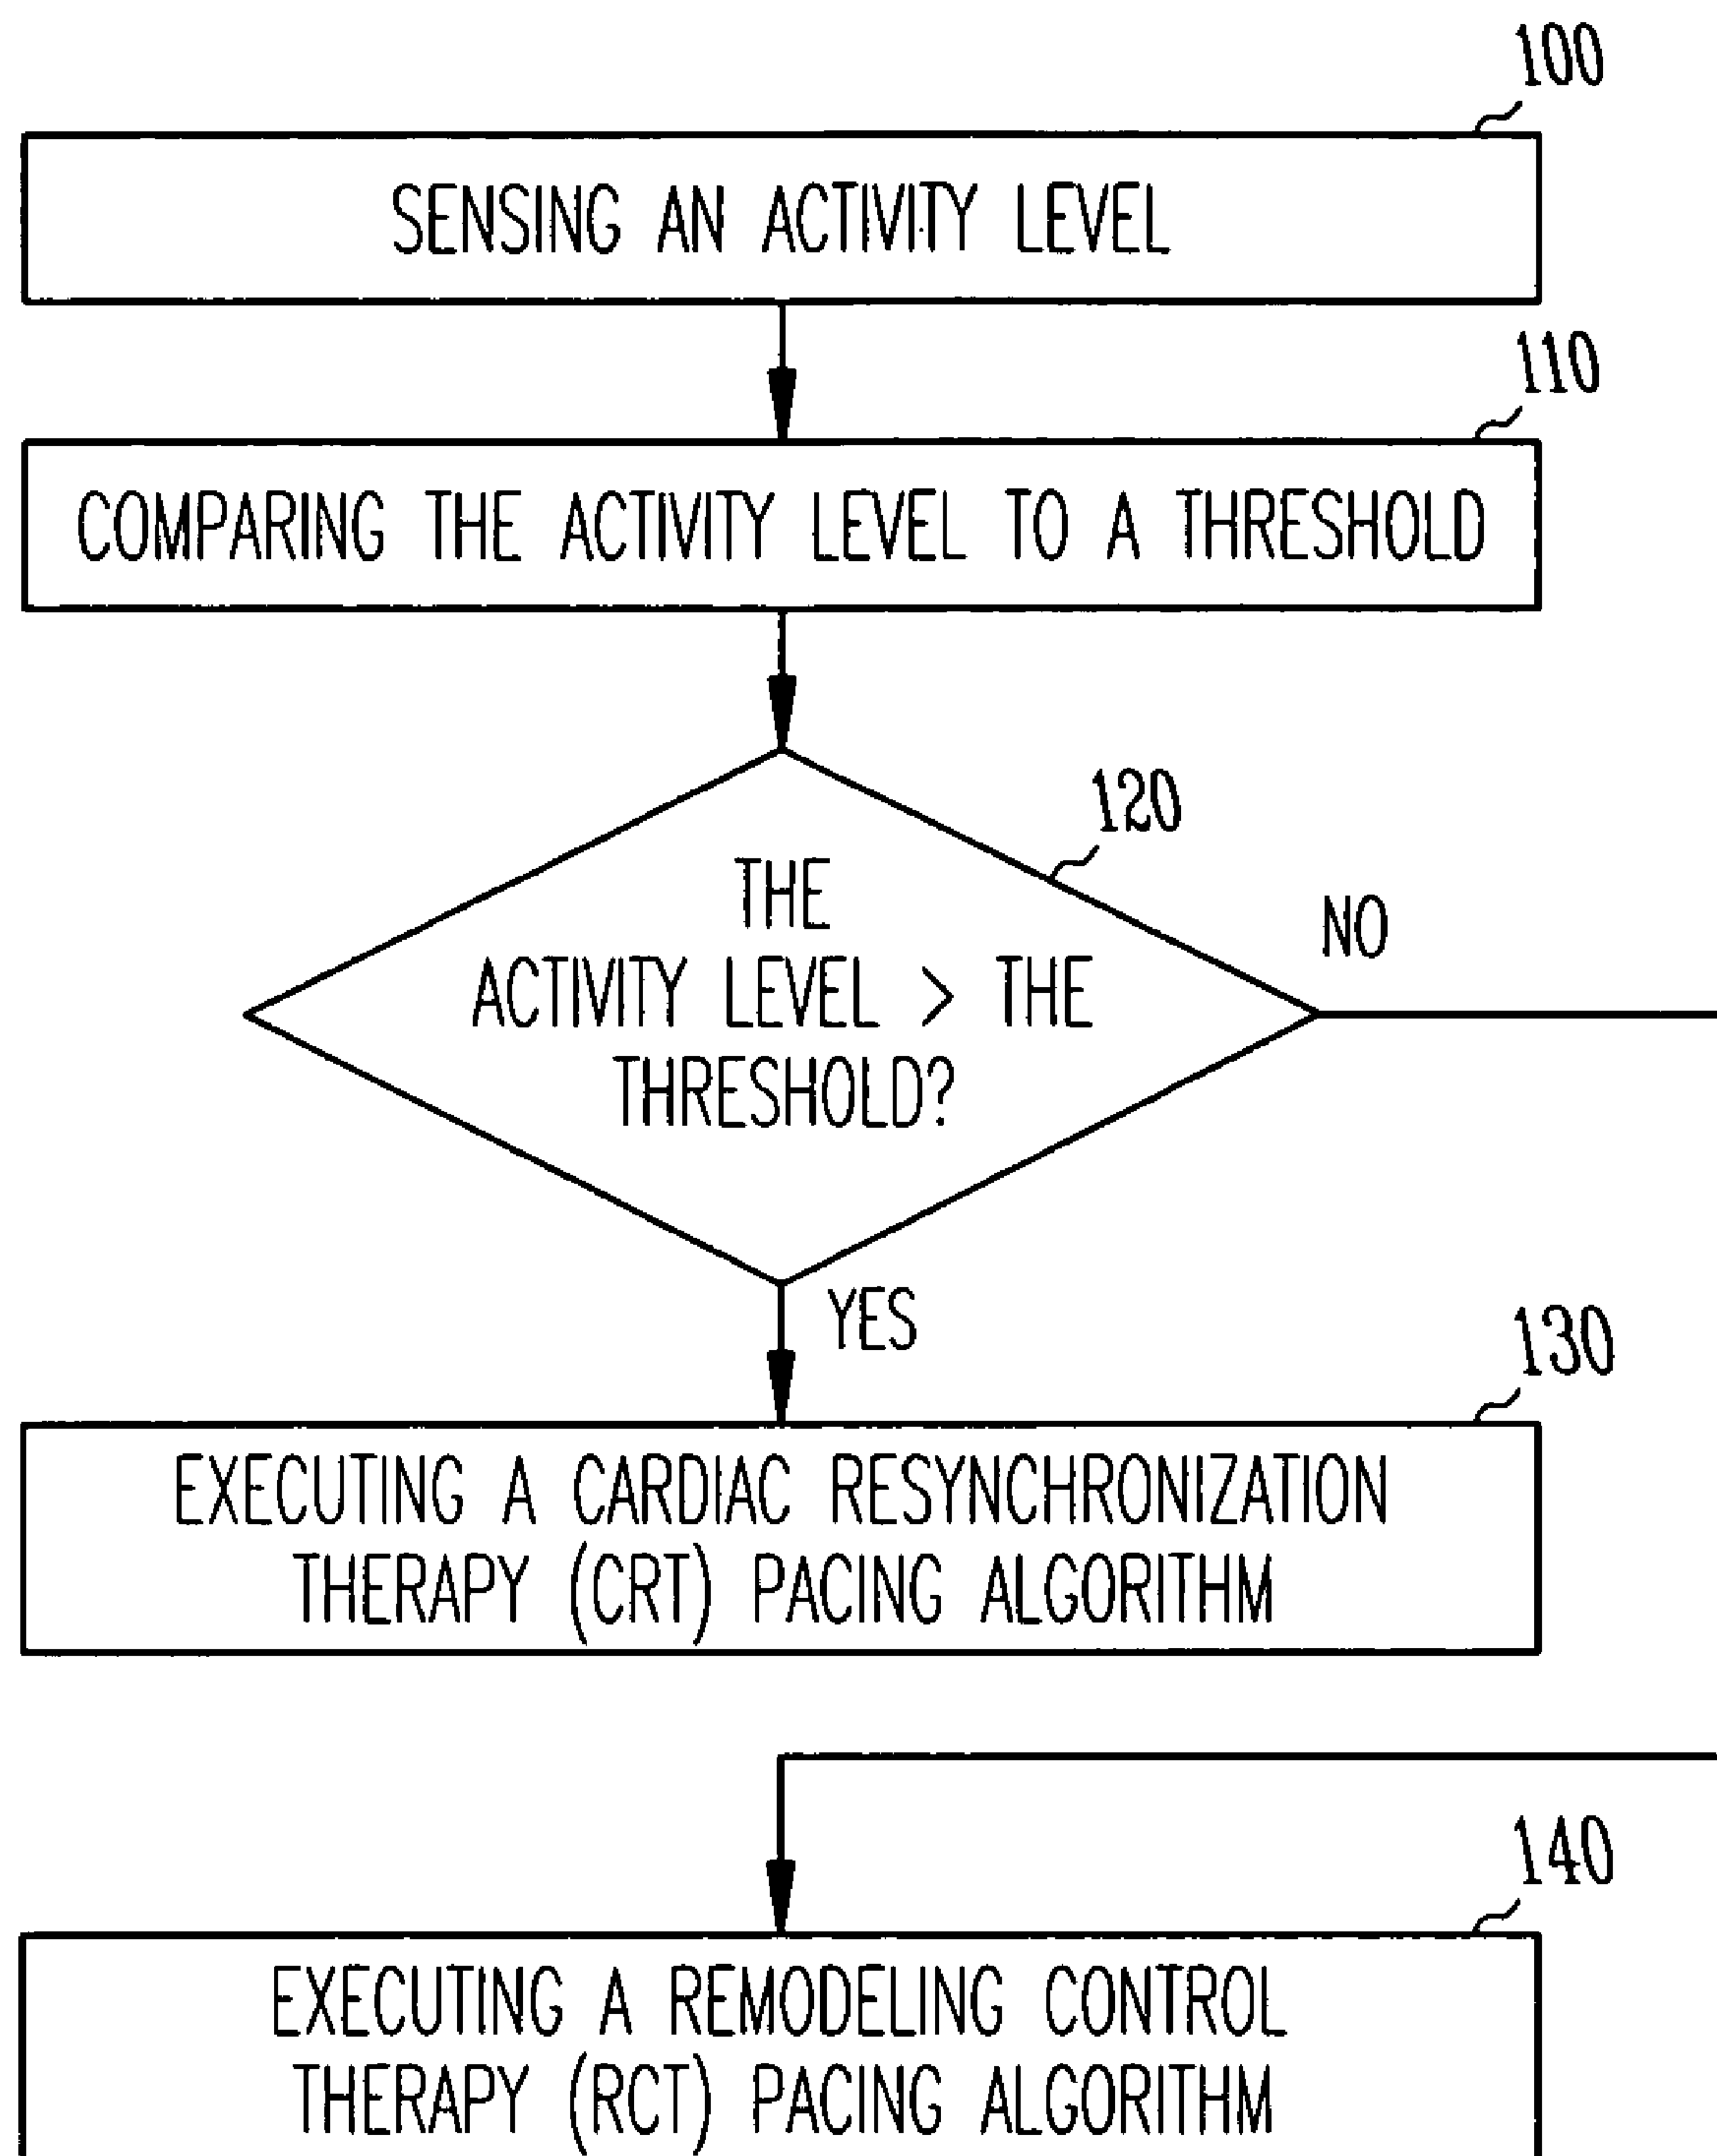 100
SENSING AN ACTIVITY LEVEL
110
COMPARING THE ACTIVITY LEVEL TO A THRESHOLD
120
THE
ACTIVITY LEVEL > THE
THRESHOLD?
NO
YES
130
EXECUTING A CARDIAC RESYNCHRONIZATION
THERAPY (CRT) PACING ALGORITHM
140
EXECUTING A REMODELING CONTROL
THERAPY (RCT) PACING ALGORITHM